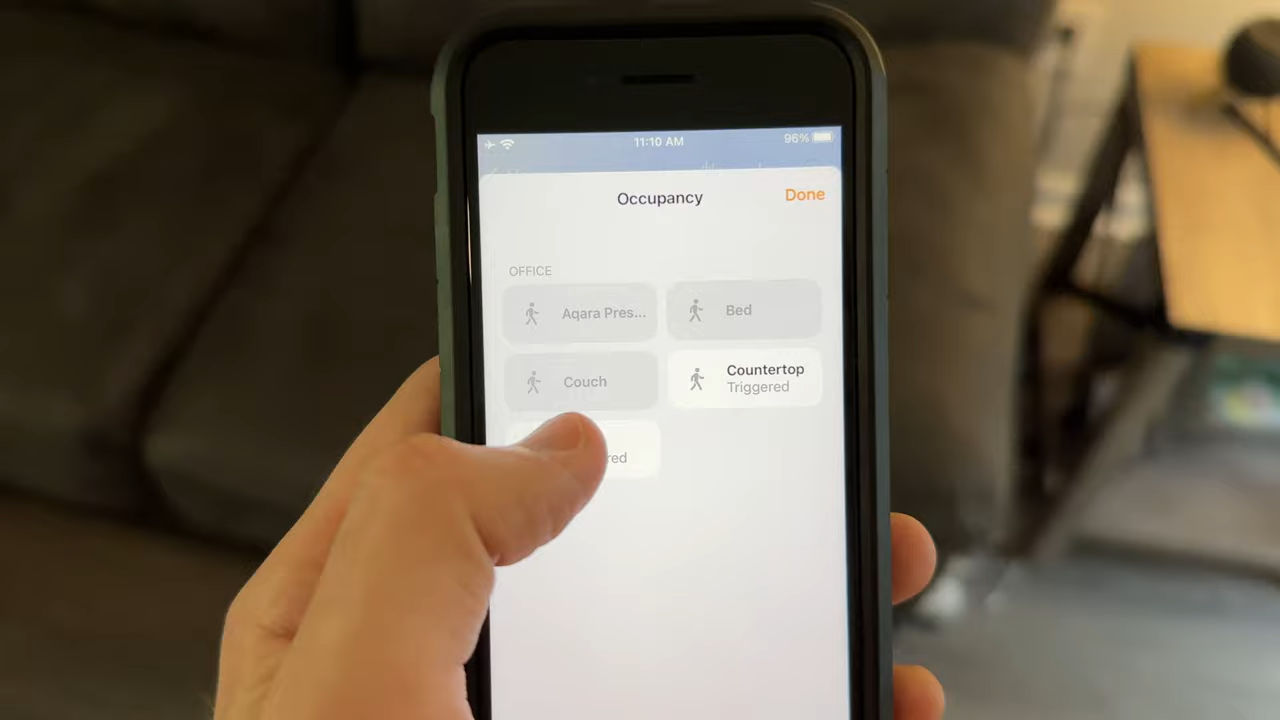 11:10 AM
96%
Occupancy
Done
OFFICE
Aqara Pres...
Bed
Couch
Countertop
Triggered